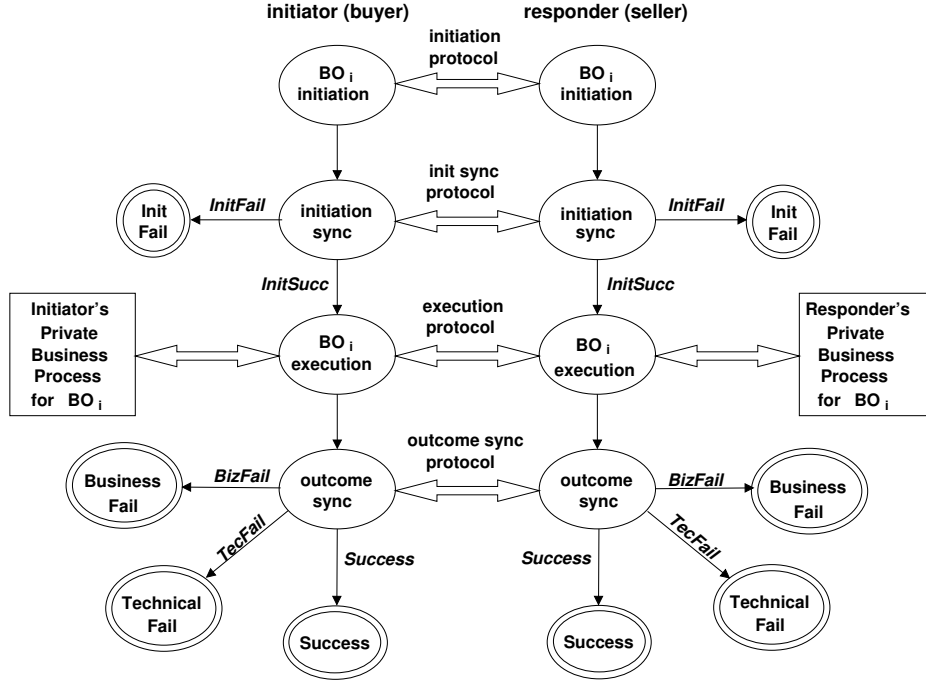 initiator (buyer)
responder (seller)
initiation
protocol
BO i
initiation
BO i
initiation
init sync
protocol
Init
Fail
InitFail
initiation
sync
initiation
sync
InitFail
Init
Fail
InitSucc
InitSucc
Initiator's
Private
Business
Process
for BO i
execution
protocol
BO i
execution
BO i
execution
Responder's
Private
Business
Process
for BO i
outcome sync
protocol
Business
Fail
BizFail
outcome
sync
outcome
sync
BizFail
Business
Fail
TecFail
Success
Success
TecFail
Technical
Fail
Success
Success
Technical
Fail